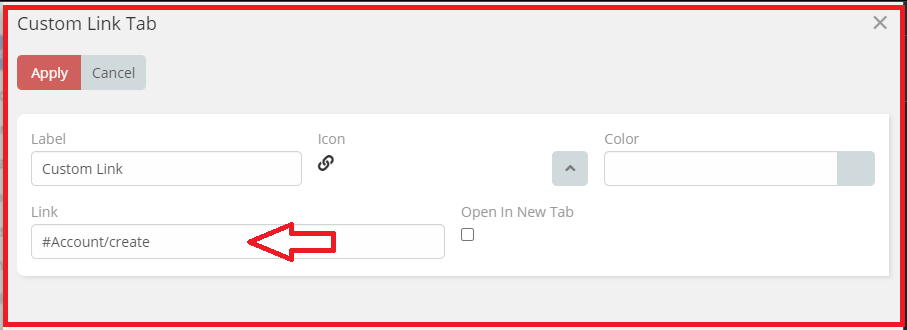 Custom Link Tab
Apply Cancel
Label Icon Color
Custom Link
Link Open In New Tab
#Account/create